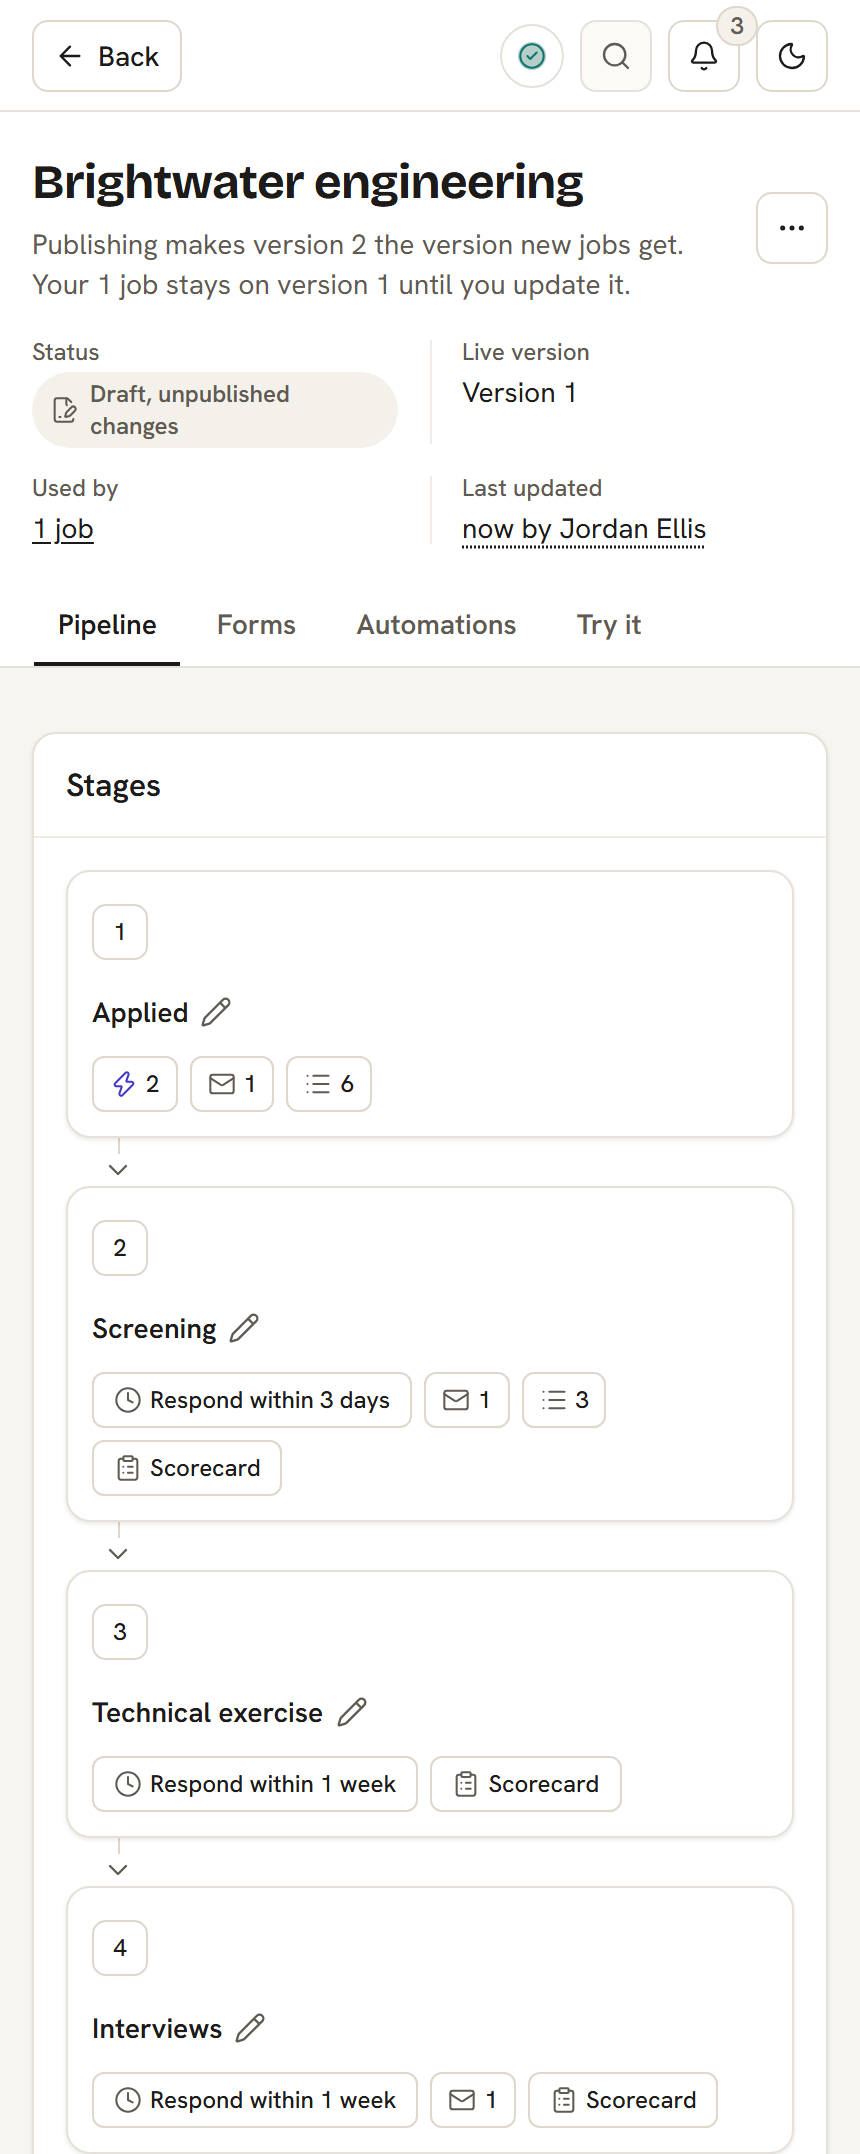 Back
3
Brightwater engineering
Publishing makes version 2 the version new jobs get.
Your 1 job stays on version 1 until you update it.
Status
Draft, unpublished
changes
Live version
Version 1
Used by
1 job
Last updated
now by Jordan Ellis
Pipeline Forms Automations Try it
Stages
1
Applied
2 1 6
2
Screening
Respond within 3 days 1 3
Scorecard
3
Technical exercise
Respond within 1 week Scorecard
4
Interviews
Respond within 1 week 1 Scorecard